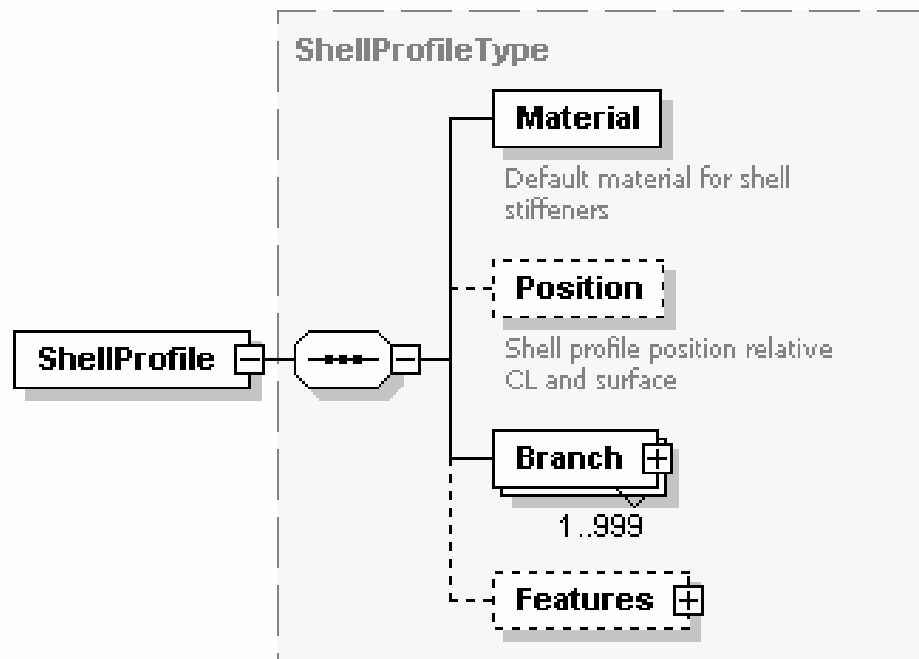 ShellProfileType
Material
Default material for shell
stiffeners
Position
Shell profile position relative
CL and surface
ShellProfile
Branch
1..999
Features